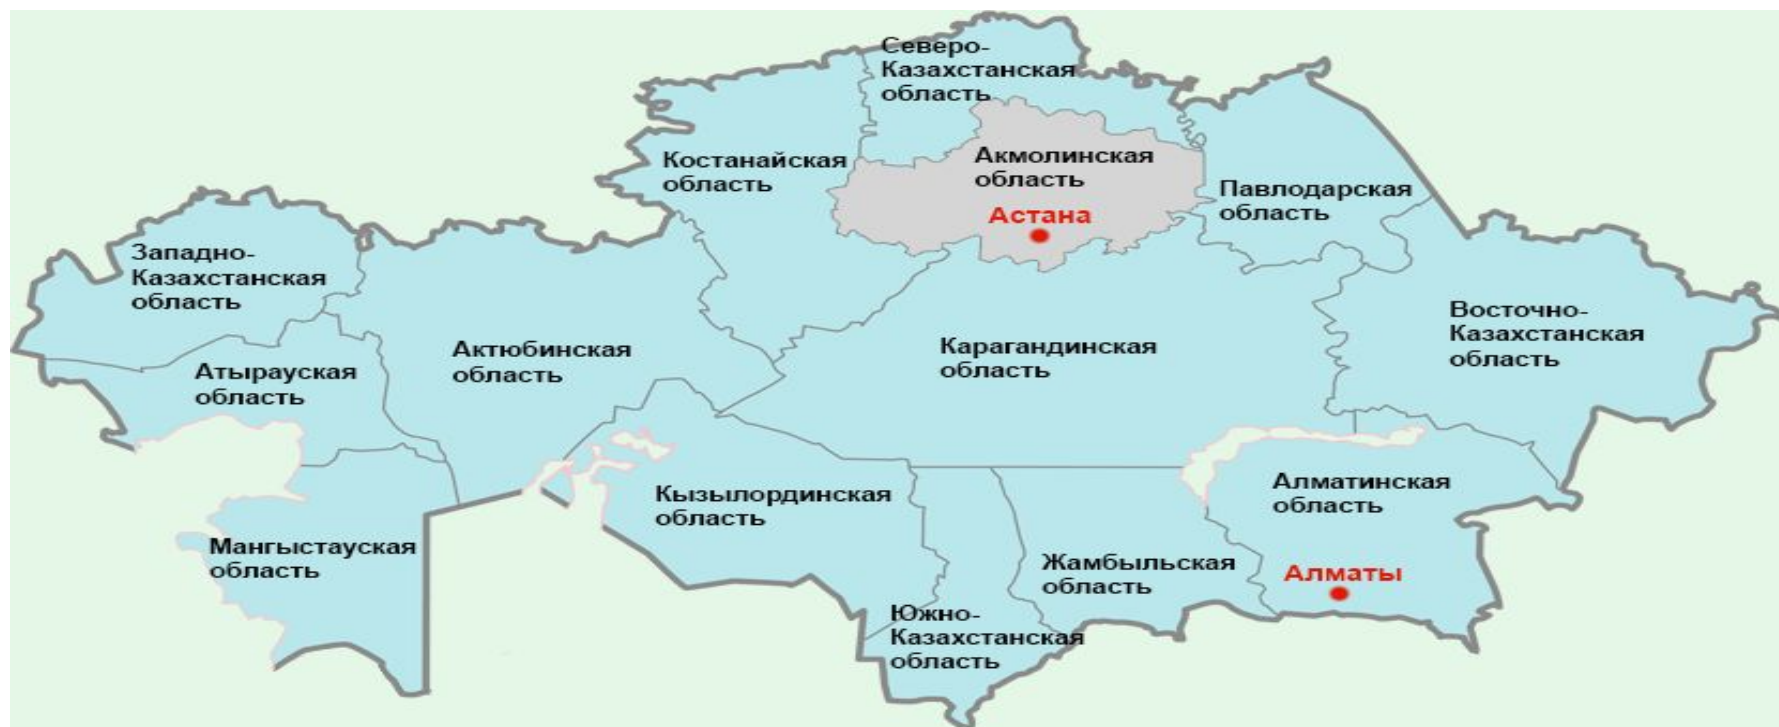 Северо-
Казахстанская
область
Костанайская
область
Акмолинская
область
Астана
Павлодарская
область
Западно-
Казахстанская
область
Восточно-
Казахстанская
область
Актюбинская
область
Карагандинская
область
Атырауская
область
Кызылординская
область
Алматинская
область
Мангыстауская
область
Жамбыльская
область
Алматы
Южно-
Казахстанская
область